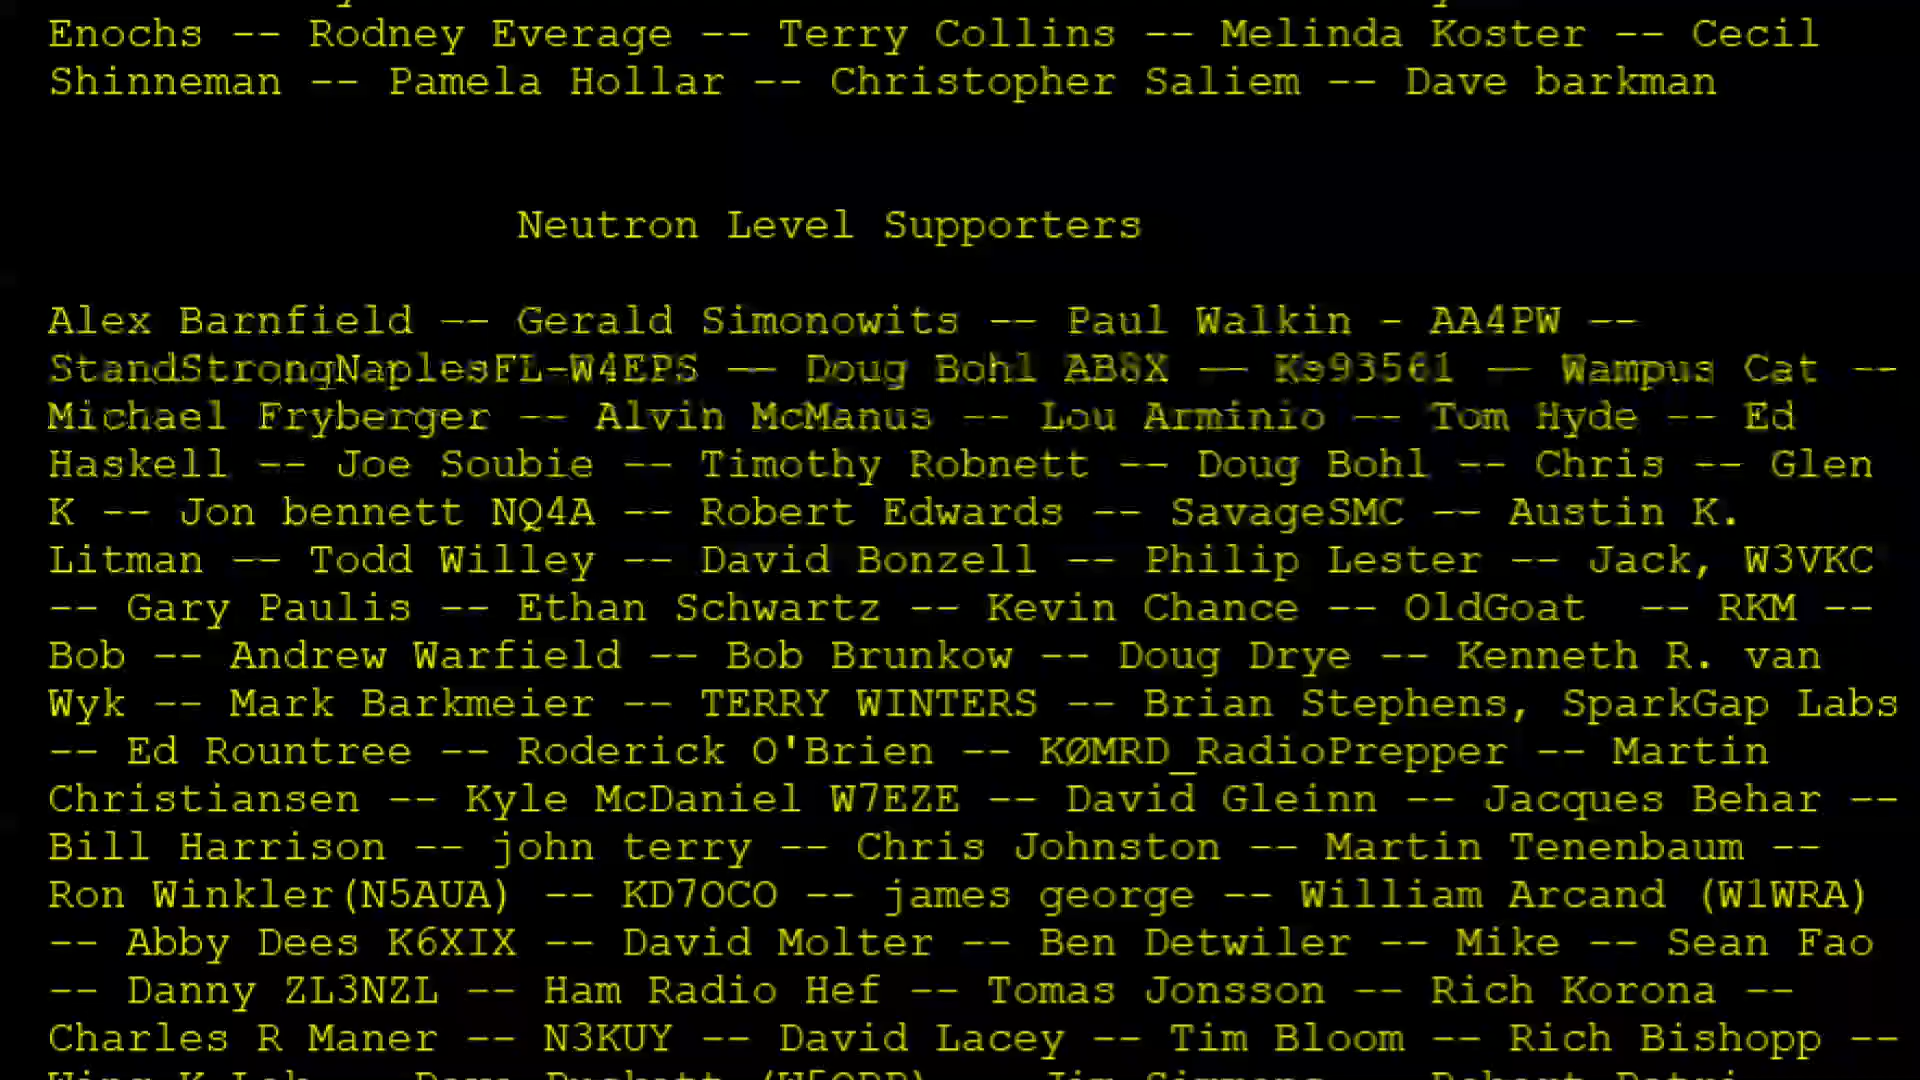 Enochs -- Rodney Everage -- Terry Collins -- Melinda Koster -- Cecil
Shinneman -- Pamela Hollar -- Christopher Saliem -- Dave barkman
Neutron Level Supporters
Alex Barnfield -- Gerald Simonowits -- Paul Walkin - AA4PW --
StandStrongNaplesFL-W4EPS -- Doug Bohl AB8X -- Ks93561 -- Wampus Cat --
Michael Fryberger -- Alvin McManus -- Lou Arminio -- Tom Hyde -- Ed
Haskell -- Joe Soubie -- Timothy Robnett -- Doug Bohl -- Chris -- Glen
K -- Jon bennett NQ4A -- Robert Edwards -- SavageSMC -- Austin K.
Litman -- Todd Willey -- David Bonzell -- Philip Lester -- Jack, W3VKC
-- Gary Paulis -- Ethan Schwartz -- Kevin Chance -- OldGoat -- RKM --
Bob -- Andrew Warfield -- Bob Brunkow -- Doug Drye -- Kenneth R. van
Wyk -- Mark Barkmeier -- TERRY WINTERS -- Brian Stephens, SparkGap Labs
-- Ed Rountree -- Roderick O'Brien -- KØMRD_RadioPrepper -- Martin
Christiansen -- Kyle McDaniel W7EZE -- David Gleinn -- Jacques Behar --
Bill Harrison -- john terry -- Chris Johnston -- Martin Tenenbaum --
Ron Winkler(N5AUA) -- KD7OCO -- james george -- William Arcand (W1WRA)
-- Abby Dees K6XIX -- David Molter -- Ben Detwiler -- Mike -- Sean Fao
-- Danny ZL3NZL -- Ham Radio Hef -- Tomas Jonsson -- Rich Korona --
Charles R Maner -- N3KUY -- David Lacey -- Tim Bloom -- Rich Bishopp --